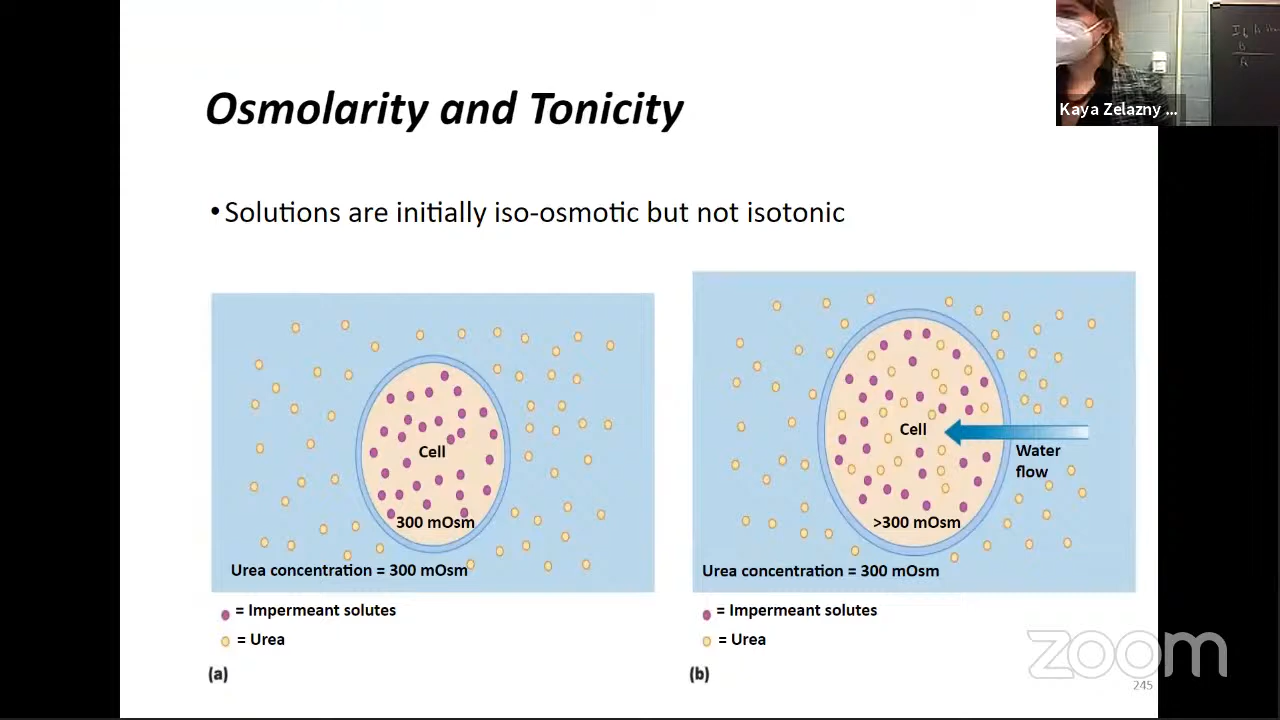 Kaya Zelazny ...
Osmolarity and Tonicity
• Solutions are initially iso-osmotic but not isotonic
Cell
300 mOsm
Urea concentration = 300 mOsm
= Impermeant solutes
= Urea
(a)
Cell
Water
flow
>300 mOsm
Urea concentration = 300 mOsm
= Impermeant solutes
= Urea
(b)
zoom
245